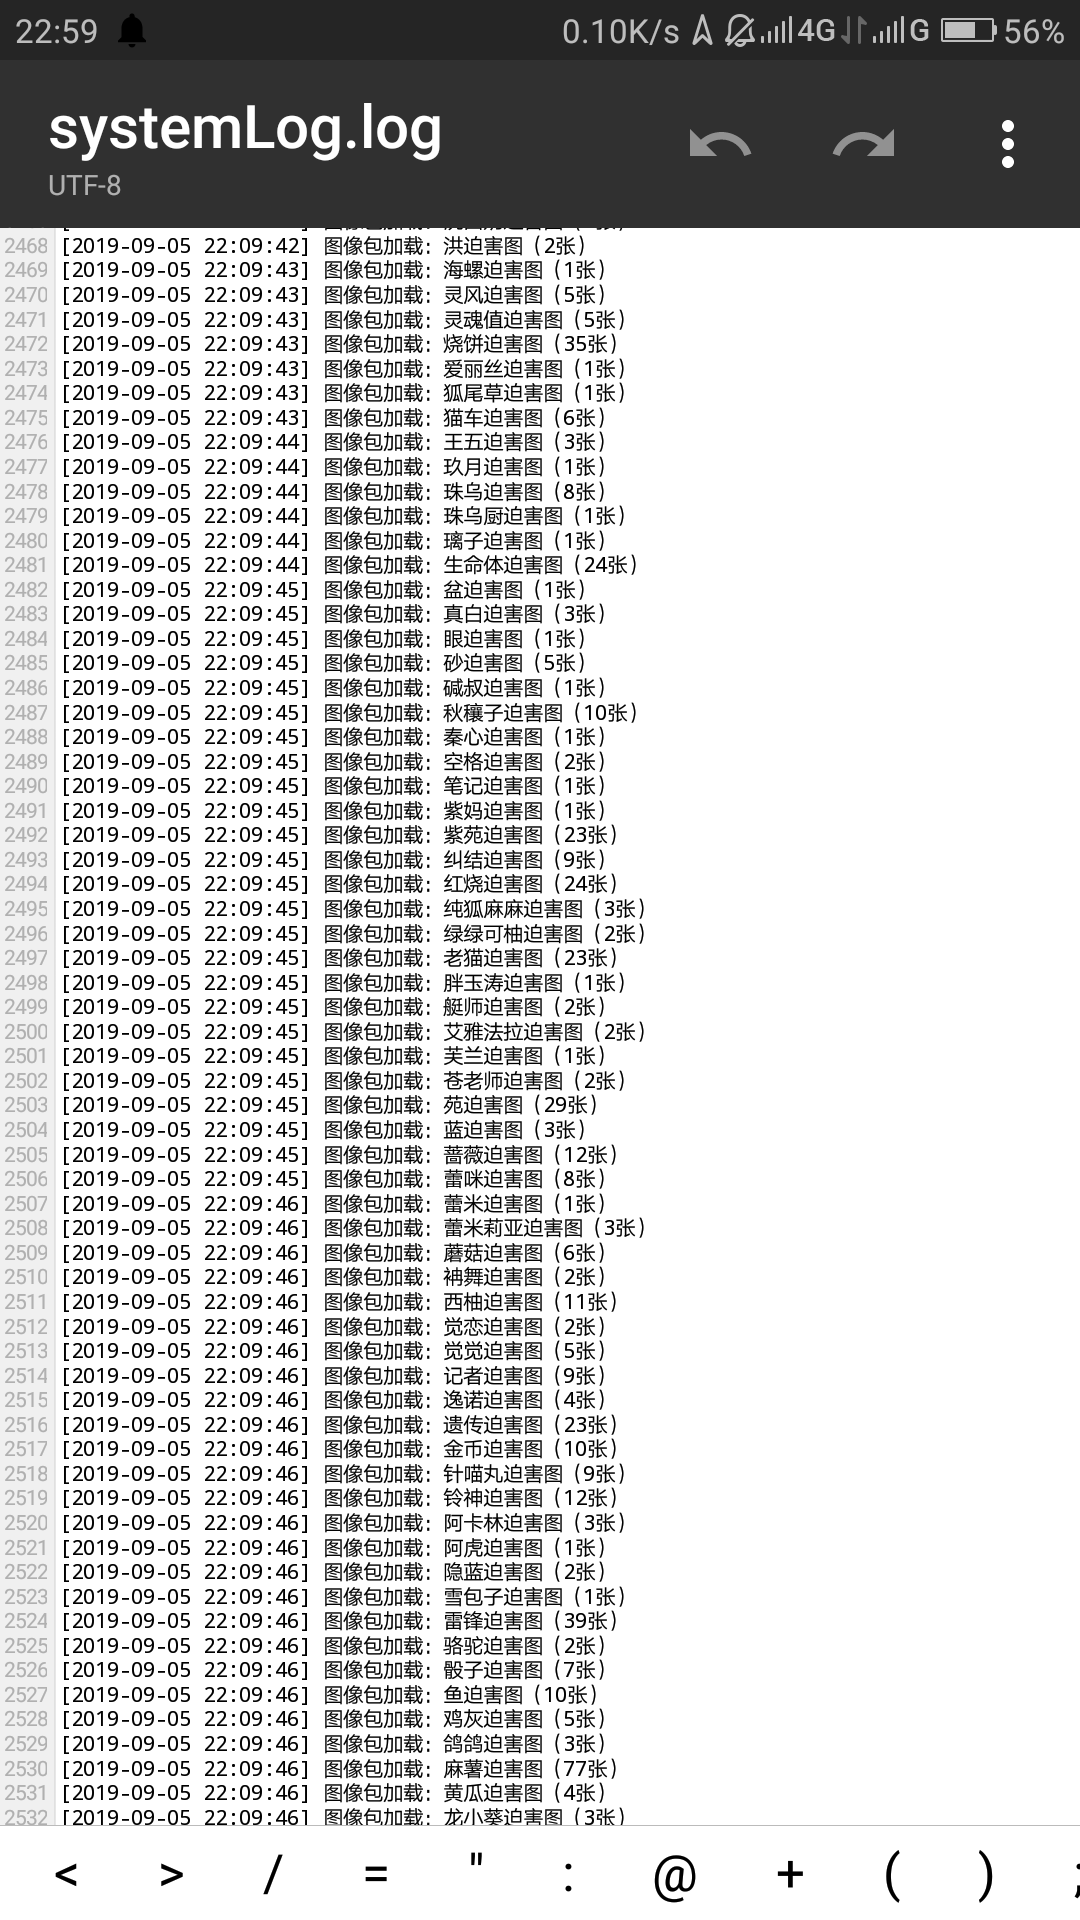 22:59 0.10K/s 4G G 56%
systemLog.log
UTF-8
2468 [2019-09-05 22:09:42] 图像包加载: 洪迫害图 (2张)
2469 [2019-09-05 22:09:43] 图像包加载: 海螺迫害图 (1张)
2470 [2019-09-05 22:09:43] 图像包加载: 灵风迫害图 (5张)
2471 [2019-09-05 22:09:43] 图像包加载: 灵魂值迫害图 (5张)
2472 [2019-09-05 22:09:43] 图像包加载: 烧饼迫害图 (35张)
2473 [2019-09-05 22:09:43] 图像包加载: 爱丽丝迫害图 (1张)
2474 [2019-09-05 22:09:43] 图像包加载: 狐尾草迫害图 (1张)
2475 [2019-09-05 22:09:43] 图像包加载: 猫车迫害图 (6张)
2476 [2019-09-05 22:09:44] 图像包加载: 王五迫害图 (3张)
2477 [2019-09-05 22:09:44] 图像包加载: 玖月迫害图 (1张)
2478 [2019-09-05 22:09:44] 图像包加载: 珠乌迫害图 (8张)
2479 [2019-09-05 22:09:44] 图像包加载: 珠乌厨迫害图 (1张)
2480 [2019-09-05 22:09:44] 图像包加载: 璃子迫害图 (1张)
2481 [2019-09-05 22:09:44] 图像包加载: 生命体迫害图 (24张)
2482 [2019-09-05 22:09:45] 图像包加载: 盆迫害图 (1张)
2483 [2019-09-05 22:09:45] 图像包加载: 真白迫害图 (3张)
2484 [2019-09-05 22:09:45] 图像包加载: 眼迫害图 (1张)
2485 [2019-09-05 22:09:45] 图像包加载: 砂迫害图 (5张)
2486 [2019-09-05 22:09:45] 图像包加载: 碱叔迫害图 (1张)
2487 [2019-09-05 22:09:45] 图像包加载: 秋穰子迫害图 (10张)
2488 [2019-09-05 22:09:45] 图像包加载: 秦心迫害图 (1张)
2489 [2019-09-05 22:09:45] 图像包加载: 空格迫害图 (2张)
2490 [2019-09-05 22:09:45] 图像包加载: 笔记迫害图 (1张)
2491 [2019-09-05 22:09:45] 图像包加载: 紫妈迫害图 (1张)
2492 [2019-09-05 22:09:45] 图像包加载: 紫苑迫害图 (23张)
2493 [2019-09-05 22:09:45] 图像包加载: 纠结迫害图 (9张)
2494 [2019-09-05 22:09:45] 图像包加载: 红烧迫害图 (24张)
2495 [2019-09-05 22:09:45] 图像包加载: 纯狐麻麻迫害图 (3张)
2496 [2019-09-05 22:09:45] 图像包加载: 绿绿可柚迫害图 (2张)
2497 [2019-09-05 22:09:45] 图像包加载: 老猫迫害图 (23张)
2498 [2019-09-05 22:09:45] 图像包加载: 胖玉涛迫害图 (1张)
2499 [2019-09-05 22:09:45] 图像包加载: 艇师迫害图 (2张)
2500 [2019-09-05 22:09:45] 图像包加载: 艾雅法拉迫害图 (2张)
2501 [2019-09-05 22:09:45] 图像包加载: 芙兰迫害图 (1张)
2502 [2019-09-05 22:09:45] 图像包加载: 苍老师迫害图 (2张)
2503 [2019-09-05 22:09:45] 图像包加载: 苑迫害图 (29张)
2504 [2019-09-05 22:09:45] 图像包加载: 蓝迫害图 (3张)
2505 [2019-09-05 22:09:45] 图像包加载: 蔷薇迫害图 (12张)
2506 [2019-09-05 22:09:45] 图像包加载: 蕾咪迫害图 (8张)
2507 [2019-09-05 22:09:46] 图像包加载: 蕾米迫害图 (1张)
2508 [2019-09-05 22:09:46] 图像包加载: 蕾米莉亚迫害图 (3张)
2509 [2019-09-05 22:09:46] 图像包加载: 蘑菇迫害图 (6张)
2510 [2019-09-05 22:09:46] 图像包加载: 衲舞迫害图 (2张)
2511 [2019-09-05 22:09:46] 图像包加载: 西柚迫害图 (11张)
2512 [2019-09-05 22:09:46] 图像包加载: 觉恋迫害图 (2张)
2513 [2019-09-05 22:09:46] 图像包加载: 觉觉迫害图 (5张)
2514 [2019-09-05 22:09:46] 图像包加载: 记者迫害图 (9张)
2515 [2019-09-05 22:09:46] 图像包加载: 逸诺迫害图 (4张)
2516 [2019-09-05 22:09:46] 图像包加载: 遗传迫害图 (23张)
2517 [2019-09-05 22:09:46] 图像包加载: 金币迫害图 (10张)
2518 [2019-09-05 22:09:46] 图像包加载: 针喵丸迫害图 (9张)
2519 [2019-09-05 22:09:46] 图像包加载: 铃神迫害图 (12张)
2520 [2019-09-05 22:09:46] 图像包加载: 阿卡林迫害图 (3张)
2521 [2019-09-05 22:09:46] 图像包加载: 阿虎迫害图 (1张)
2522 [2019-09-05 22:09:46] 图像包加载: 隐蓝迫害图 (2张)
2523 [2019-09-05 22:09:46] 图像包加载: 雪包子迫害图 (1张)
2524 [2019-09-05 22:09:46] 图像包加载: 雷锋迫害图 (39张)
2525 [2019-09-05 22:09:46] 图像包加载: 骆驼迫害图 (2张)
2526 [2019-09-05 22:09:46] 图像包加载: 骰子迫害图 (7张)
2527 [2019-09-05 22:09:46] 图像包加载: 鱼迫害图 (10张)
2528 [2019-09-05 22:09:46] 图像包加载: 鸡灰迫害图 (5张)
2529 [2019-09-05 22:09:46] 图像包加载: 鸽鸽迫害图 (3张)
2530 [2019-09-05 22:09:46] 图像包加载: 麻薯迫害图 (77张)
2531 [2019-09-05 22:09:46] 图像包加载: 黄瓜迫害图 (4张)
2532 [2019-09-05 22:09:46] 图像包加载: 龙小葵迫害图 (3张)
< > / = " : @ + ( ) ;